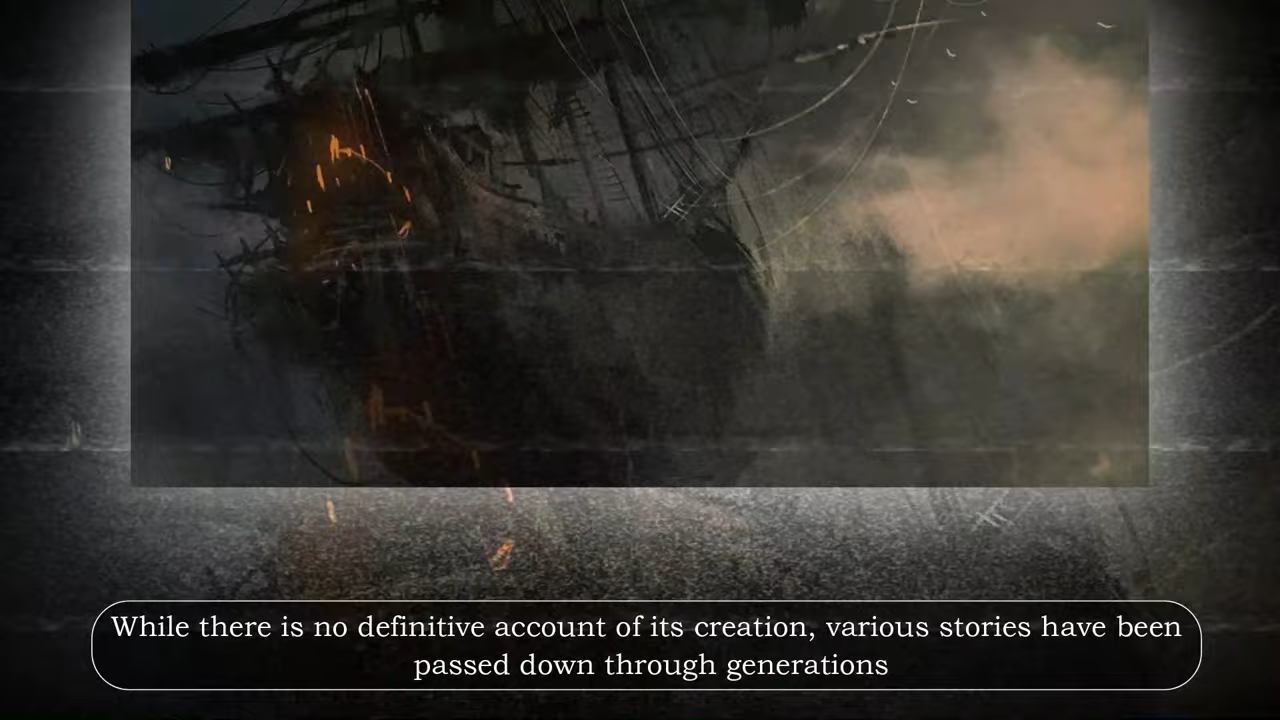 While there is no definitive account of its creation, various stories have been
passed down through generations